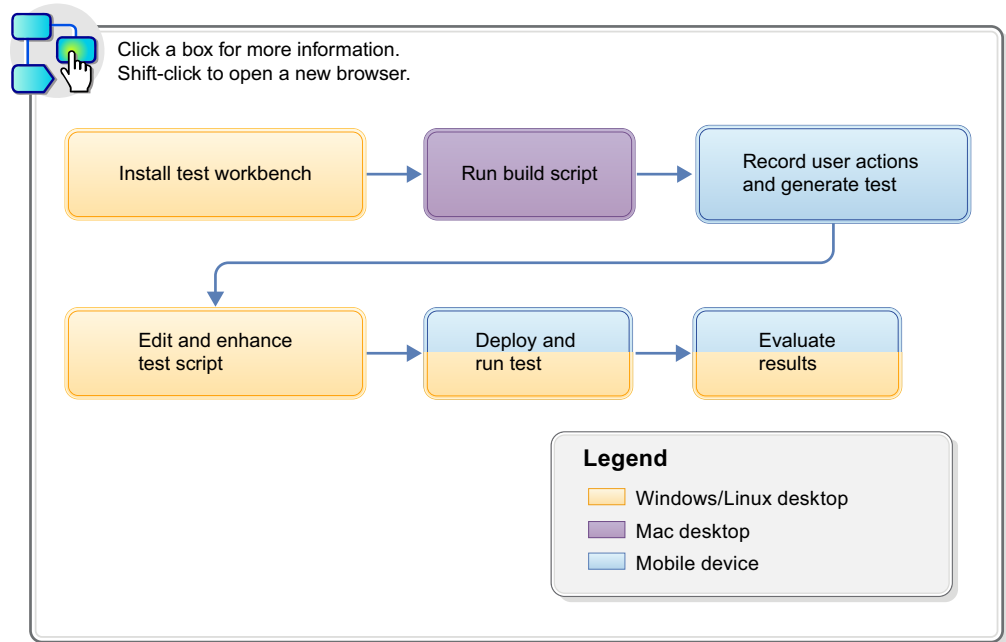 Click a box for more information.
Shift-click to open a new browser.
Install test workbench
Run build script
Record user actions
and generate test
Edit and enhance
test script
Deploy and
run test
Evaluate
results
Legend
Windows/Linux desktop
Mac desktop
Mobile device